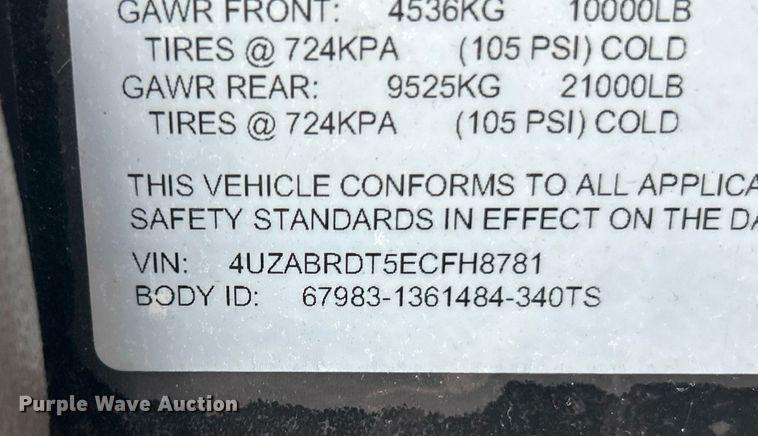 GAWR FRONT: 4536KG 10000LB
TIRES @ 724KPA (105 PSI) COLD
GAWR REAR: 9525KG 21000LB
TIRES @ 724KPA (105 PSI) COLD
THIS VEHICLE CONFORMS TO ALL APPLICA
SAFETY STANDARDS IN EFFECT ON THE DA
VIN: 4UZABRDT5ECFH8781
BODY ID: 67983-1361484-340TS
Purple Wave Auction